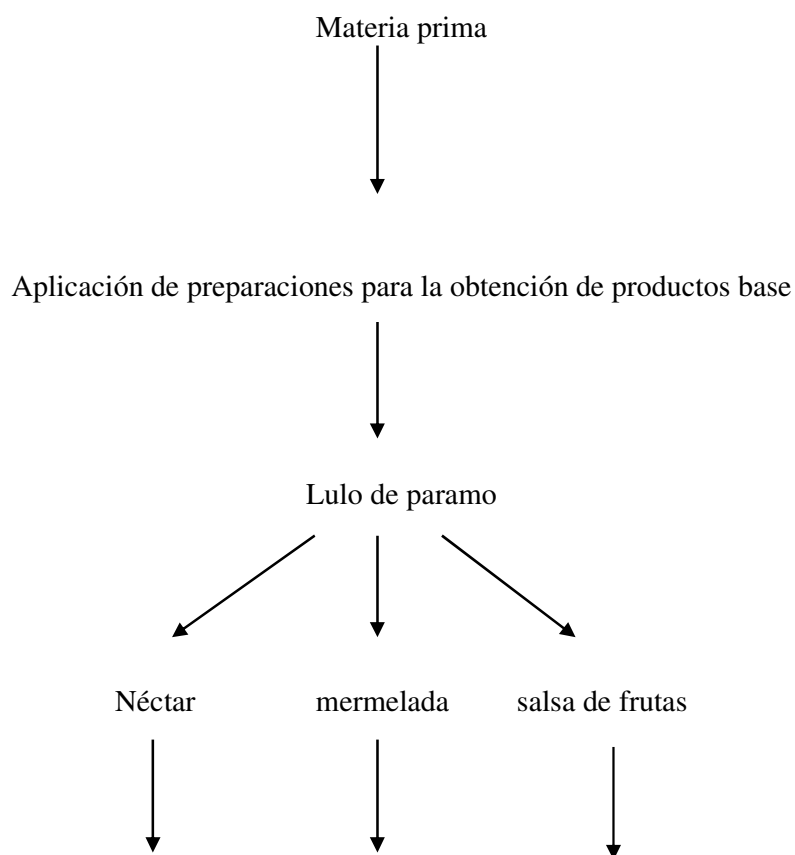 Materia prima
Aplicación de preparaciones para la obtención de productos base
Lulo de paramo
Néctar mermelada salsa de frutas